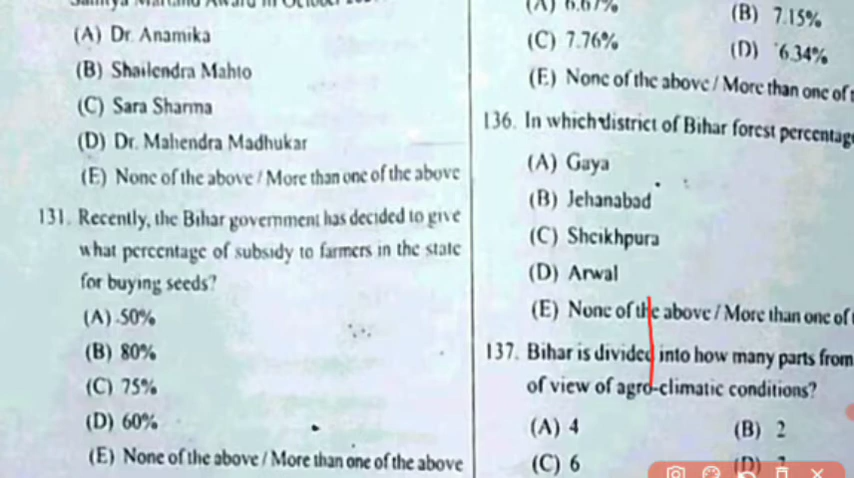 (A) Dr. Anamika
(B) Shailendra Mahto
(C) Sara Sharma
(D) Dr. Mahendra Madhukar
(E) None of the above / More than one of the above
131. Recently, the Bihar government has decided to give
what percentage of subsidy to farmers in the state
for buying seeds?
(A) 50%
(B) 80%
(C) 75%
(D) 60%
(E) None of the above / More than one of the above
(A) 6.67%
(B) 7.15%
(C) 7.76%
(D) 6.34%
(E) None of the above / More than one of
136. In which district of Bihar forest percentag
(A) Gaya
(B) Jehanabad
(C) Sheikhpura
(D) Arwal
(E) None of the above / More than one of
137. Bihar is divided into how many parts from
of view of agro-climatic conditions?
(A) 4
(B) 2
(C) 6
(D)